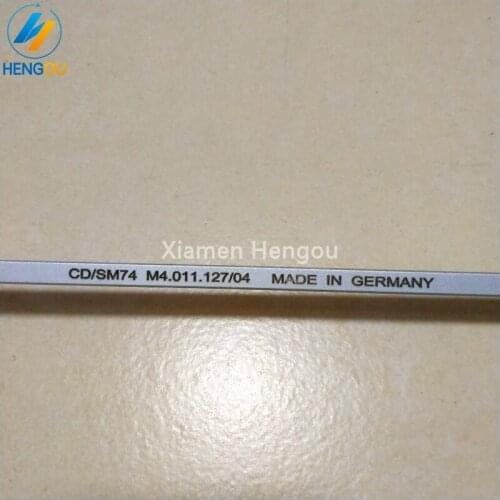 HENGOU
Xiamen Hengou
CD/SM74 M4.011.127/04 MADE IN GERMANY